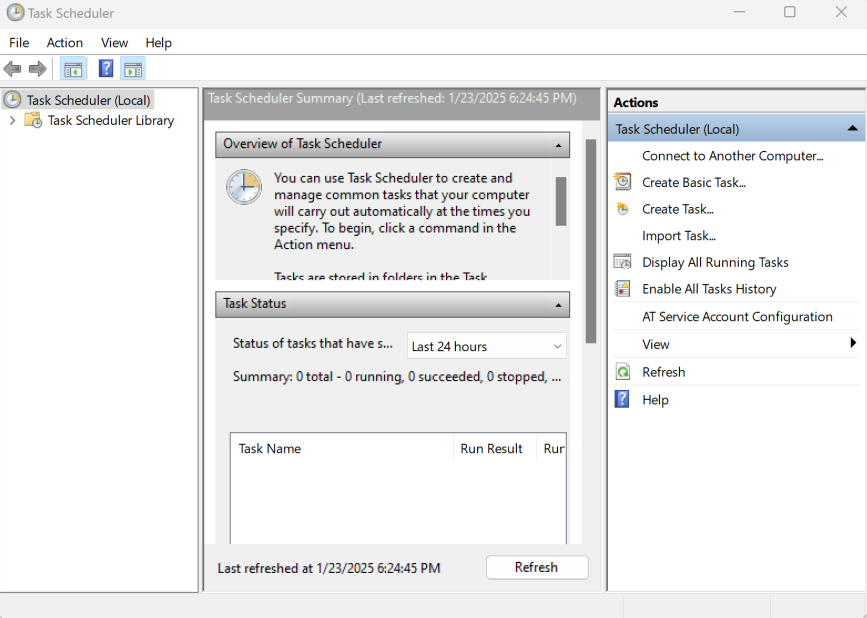 Task Scheduler
File Action View Help
Task Scheduler (Local)
Task Scheduler Library
Task Scheduler Summary (Last refreshed: 1/23/2025 6:24:45 PM)
Overview of Task Scheduler
You can use Task Scheduler to create and
manage common tasks that your computer
will carry out automatically at the times you
specify. To begin, click a command in the
Action menu.
Tasks are stored in folders in the Task
Task Status
Status of tasks that have s...
Last 24 hours
Summary: 0 total - 0 running, 0 succeeded, 0 stopped, ...
Task Name Run Result Run
Last refreshed at 1/23/2025 6:24:45 PM
Refresh
Actions
Task Scheduler (Local)
Connect to Another Computer...
Create Basic Task...
Create Task...
Import Task...
Display All Running Tasks
Enable All Tasks History
AT Service Account Configuration
View
Refresh
Help